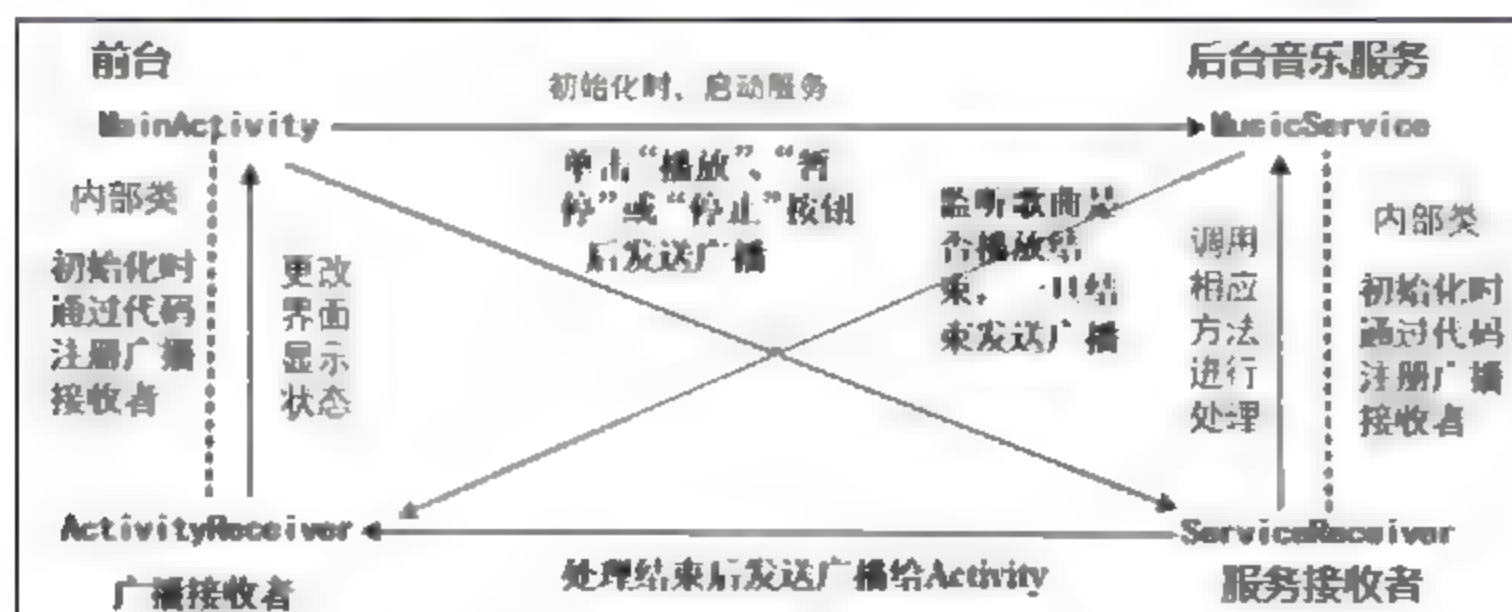 前台
后台音乐服务
初始化时、启动服务
MainActivity
MusicService
单击“播放”、“暂
停”或“停止”按钮
后发送广播
监听歌曲是
否播放结
束，一旦结
束发送广播
内部类
初始化时
通过代码
注册广播
接收者
更改
界面
显示
状态
调用
相应
方法
进行
处理
内部类
初始化时
通过代码
注册广播
接收者
ActivityReceiver
ServiceReceiver
处理结束后发送广播给Activity
广播接收者
服务接收者